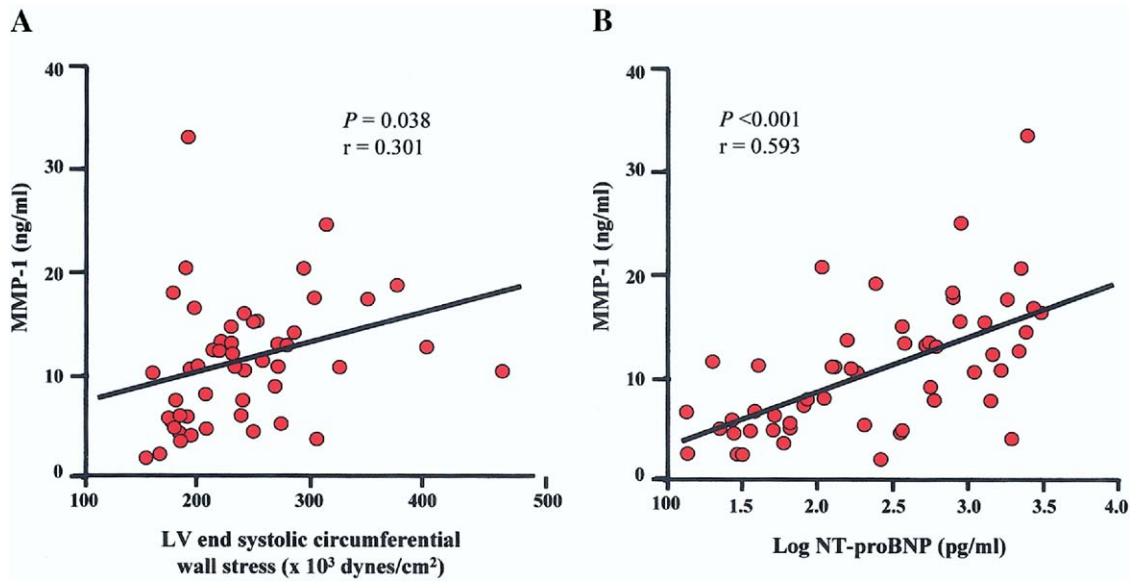 A
MMP-1 (ng/ml)
40
30
20
10
0
P = 0.038
r = 0.301
100 200 300 400 500
LV end systolic circumferential
wall stress (x 10³ dynes/cm²)
B
MMP-1 (ng/ml)
40
30
20
10
0
P <0.001
r = 0.593
100 1.5 2.0 2.5 3.0 3.5 4.0
Log NT-proBNP (pg/ml)